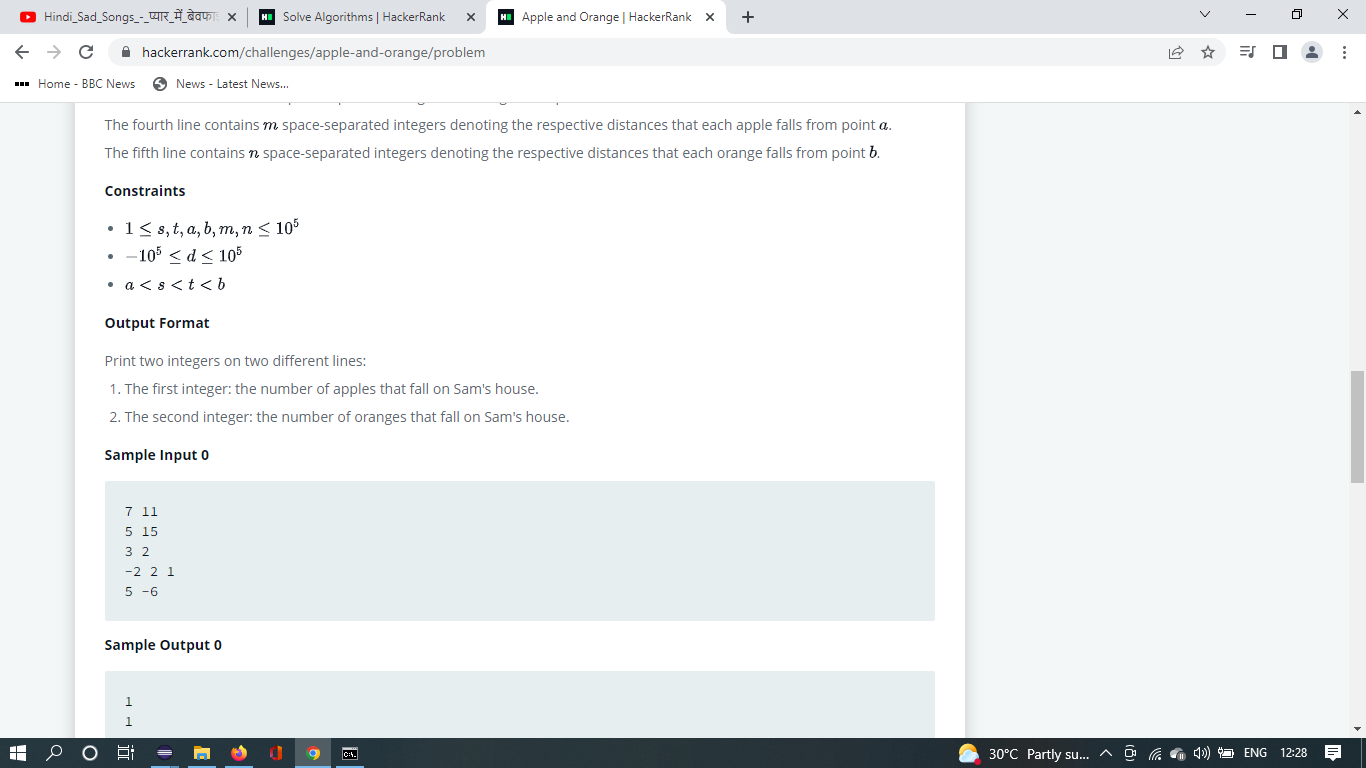 Hindi_Sad_Songs_-_प्यार_में_बेवफा
Solve Algorithms | HackerRank
Apple and Orange | HackerRank
hackerrank.com/challenges/apple-and-orange/problem
Home - BBC News
News - Latest News...
The fourth line contains m space-separated integers denoting the respective distances that each apple falls from point a.
The fifth line contains n space-separated integers denoting the respective distances that each orange falls from point b.
Constraints
• 1 ≤ s, t, a, b, m, n ≤ 10⁵
• −10⁵ ≤ d ≤ 10⁵
• a < s < t < b
Output Format
Print two integers on two different lines:
1. The first integer: the number of apples that fall on Sam's house.
2. The second integer: the number of oranges that fall on Sam's house.
Sample Input 0
7 11
5 15
3 2
-2 2 1
5 -6
Sample Output 0
1
1
30°C Partly su... ENG 12:28